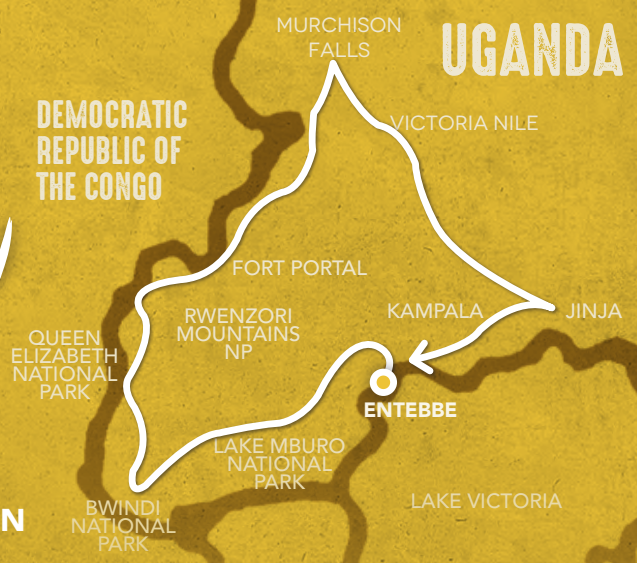 MURCHISON
FALLS
UGANDA
DEMOCRATIC
REPUBLIC OF
THE CONGO
VICTORIA NILE
FORT PORTAL
RWENZORI
MOUNTAINS
NP
KAMPALA
JINJA
QUEEN
ELIZABETH
NATIONAL
PARK
ENTEBBE
LAKE MBURO
NATIONAL
PARK
LAKE VICTORIA
BWINDI
NATIONAL
PARK
N